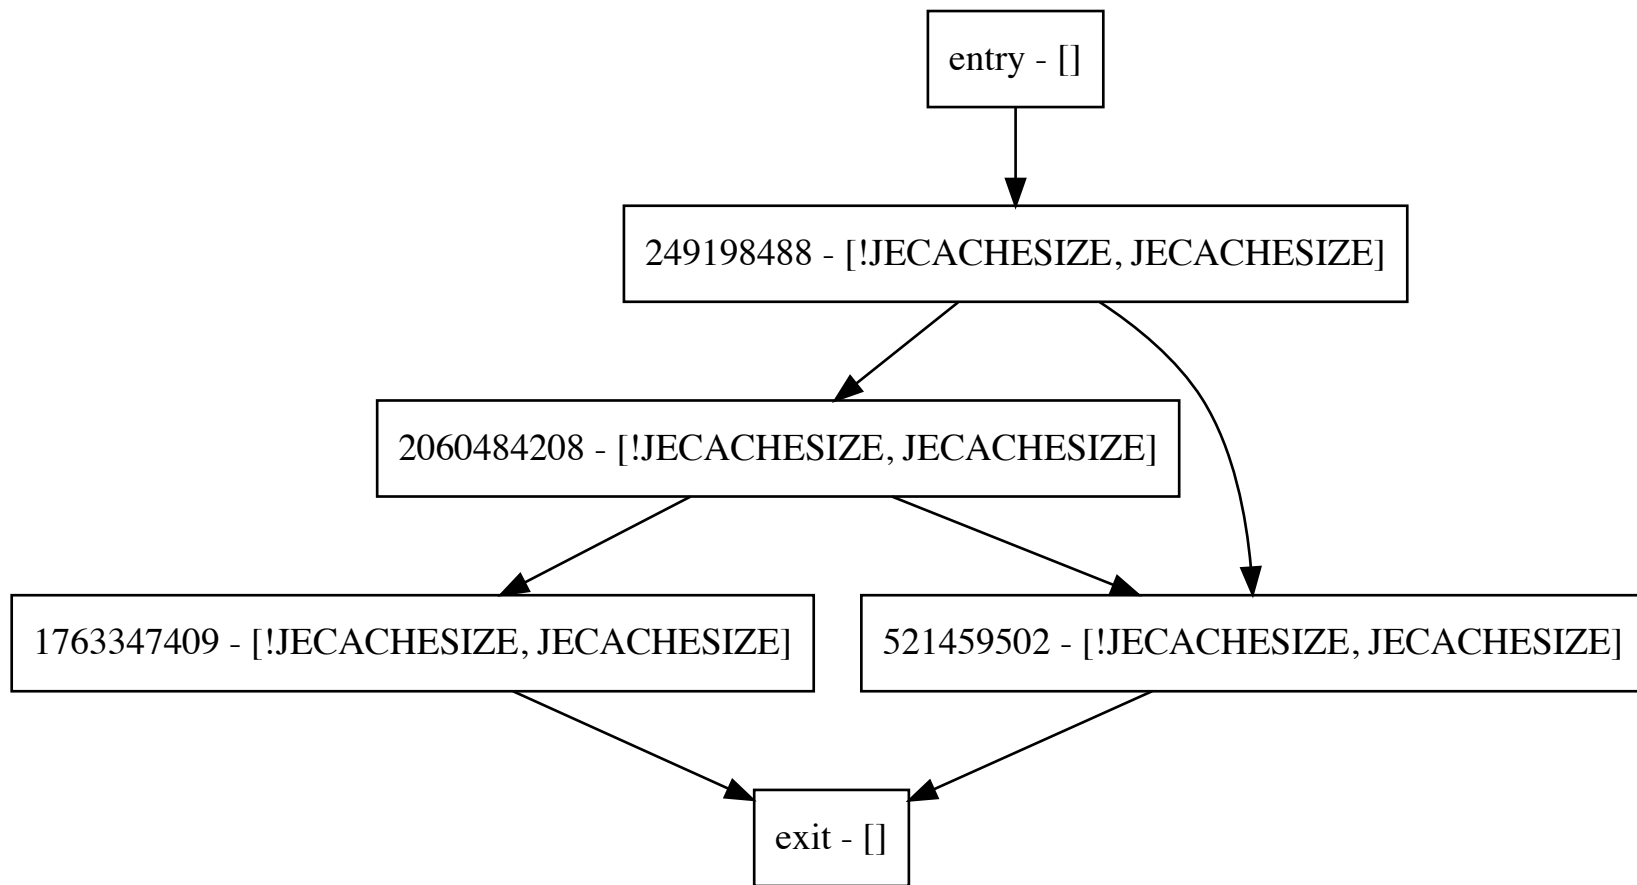 entry - []
249198488 - [!JECACHESIZE, JECACHESIZE]
2060484208 - [!JECACHESIZE, JECACHESIZE]
1763347409 - [!JECACHESIZE, JECACHESIZE]
521459502 - [!JECACHESIZE, JECACHESIZE]
exit - []